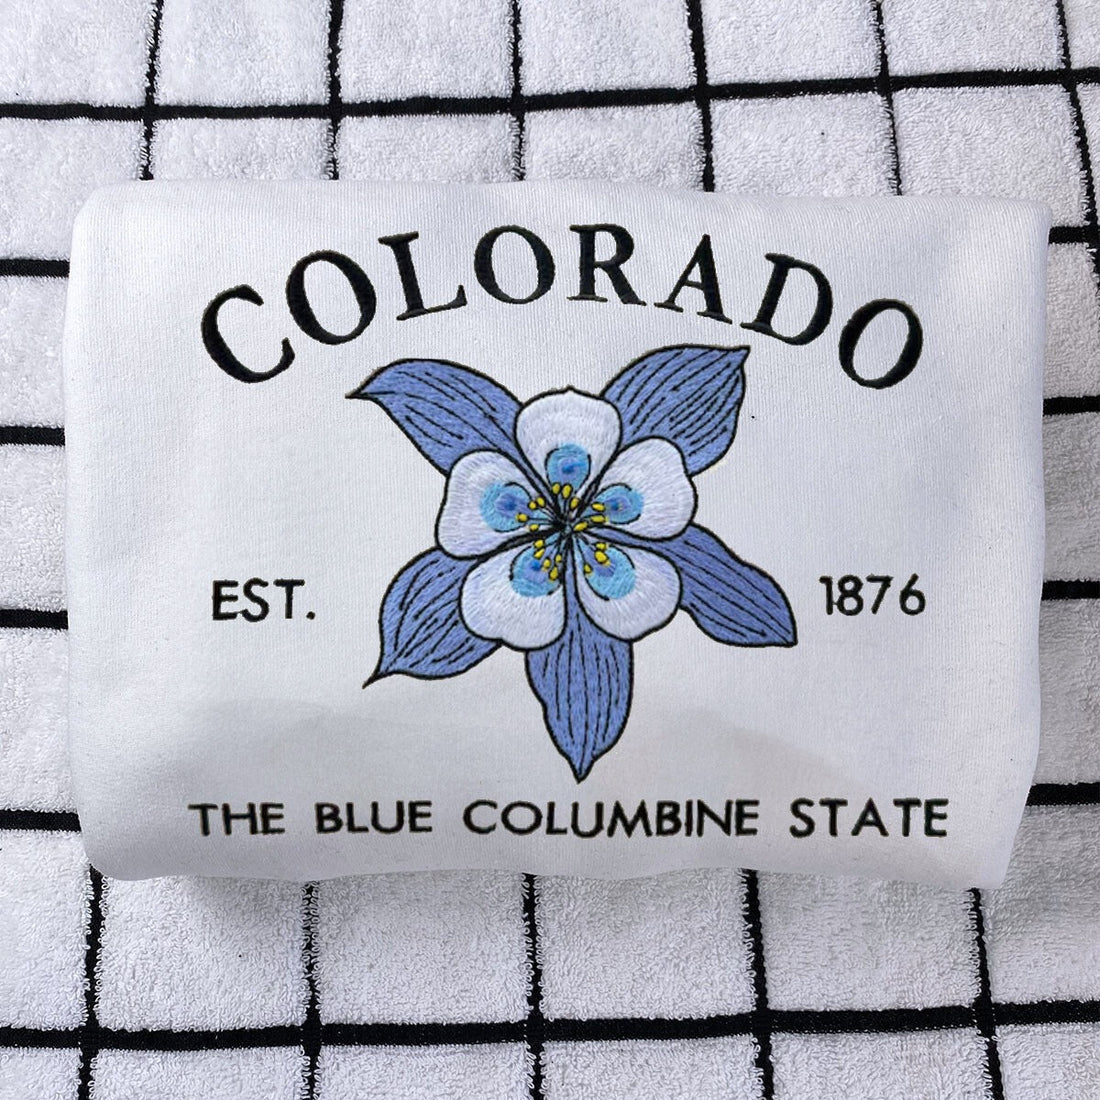 COLORADO
EST. 1876
THE BLUE COLUMBINE STATE